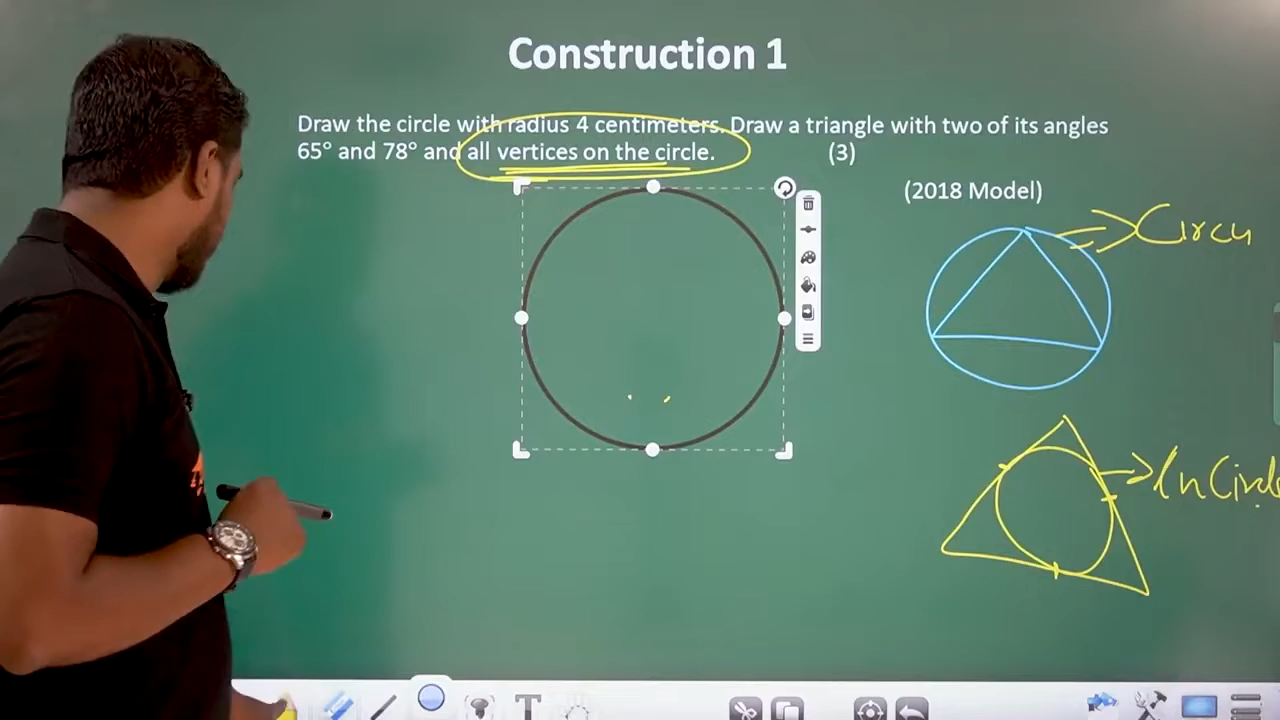 Construction 1
Draw the circle with radius 4 centimeters. Draw a triangle with two of its angles
65° and 78° and all vertices on the circle. (3)
(2018 Model)
Circu
InCircle
T